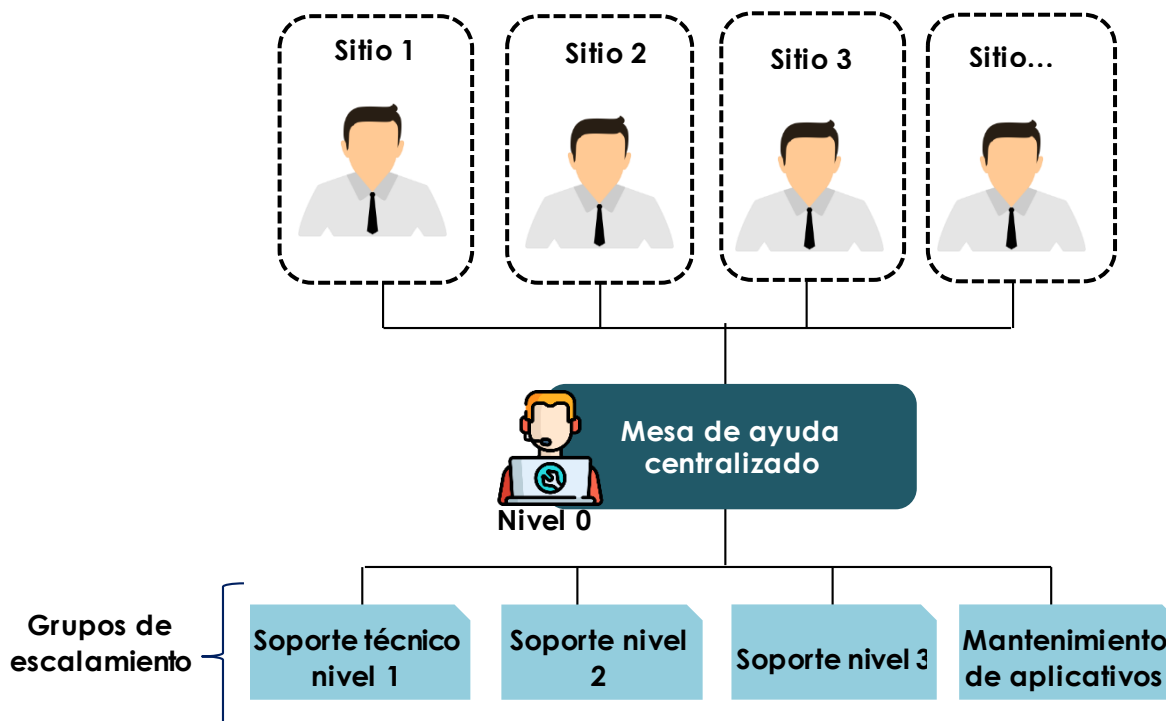 Sitio 1
Sitio 2
Sitio 3
Sitio...
Mesa de ayuda
centralizado
Nivel 0
Grupos de
escalamiento
Soporte técnico
nivel 1
Soporte nivel
2
Soporte nivel 3
Mantenimiento
de aplicativos